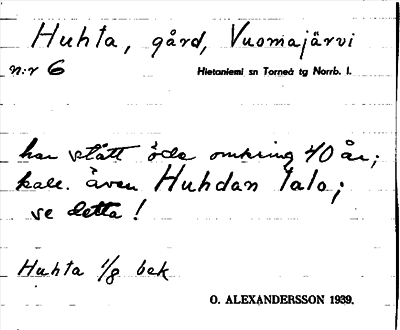 Huhta, gård, Vuomajärvi
n:r 6 Hietaniemi sn Torneå tg Norrb. l.
har stått öde omkring 40 år;
kall. även Huhdan talo;
se detta!
Huhta 1/8 bek
O. ALEXANDERSSON 1939.